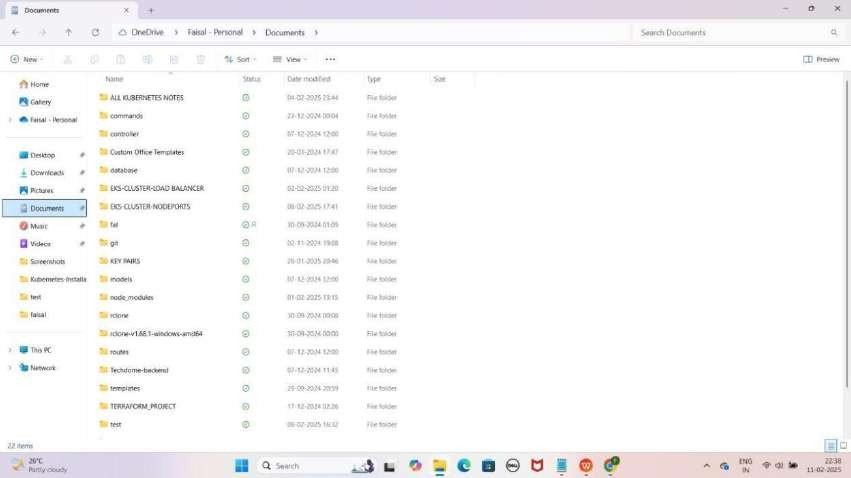 Documents
OneDrive > Faisal - Personal > Documents >
Search Documents
New
Sort
View
Preview
Name Status Date modified Type Size
Home
Gallery
Faisal - Personal
Desktop
Downloads
Pictures
Documents
Music
Videos
Screenshots
Kubernetes-Installa
test
faisal
This PC
Network
ALL KUBERNETES NOTES 04-02-2025 23:44 File folder
commands 23-12-2024 00:04 File folder
controller 07-12-2024 12:00 File folder
Custom Office Templates 20-03-2024 17:47 File folder
database 07-12-2024 12:00 File folder
EKS-CLUSTER-LOAD BALANCER 02-02-2025 01:20 File folder
EKS-CLUSTER-NODEPORTS 08-02-2025 17:41 File folder
fat 30-09-2024 01:09 File folder
git 02-11-2024 19:08 File folder
KEY PAIRS 26-01-2025 20:46 File folder
models 07-12-2024 12:00 File folder
node_modules 01-02-2025 13:15 File folder
rclone 30-09-2024 00:08 File folder
rclone-v1.68.1-windows-amd64 30-09-2024 00:00 File folder
routes 07-12-2024 12:00 File folder
Techdome-backend 07-12-2024 11:45 File folder
templates 29-09-2024 20:59 File folder
TERRAFORM_PROJECT 17-12-2024 02:26 File folder
test 09-02-2025 16:32 File folder
22 items
26°C
Partly cloudy
Search
DELL
ENG
IN
22:38
11-02-2025